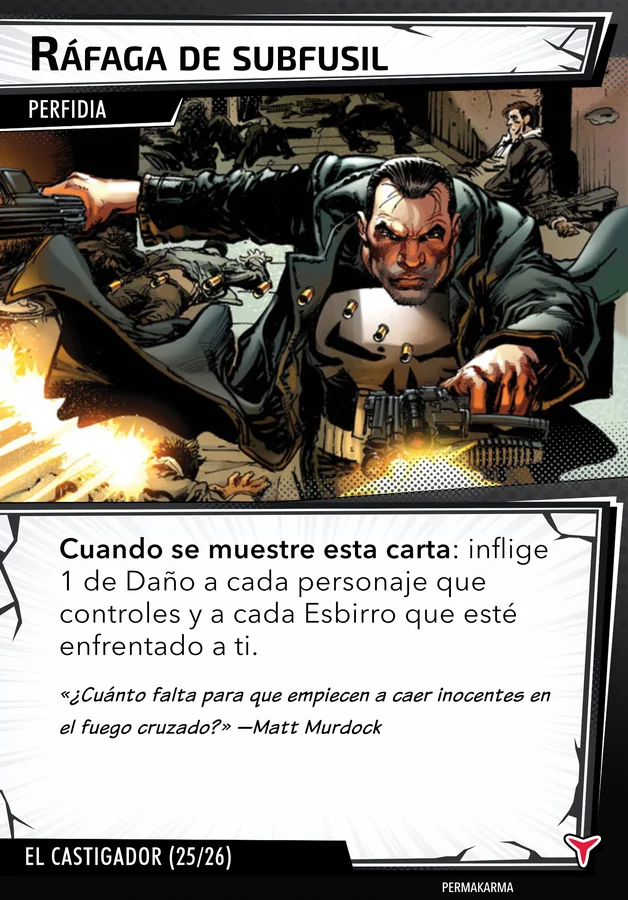 RÁFAGA DE SUBFUSIL
PERFIDIA
Cuando se muestre esta carta: inflige
1 de Daño a cada personaje que
controles y a cada Esbirro que esté
enfrentado a ti.
«¿Cuánto falta para que empiecen a caer inocentes en
el fuego cruzado?» —Matt Murdock
EL CASTIGADOR (25/26)
PERMAKARMA